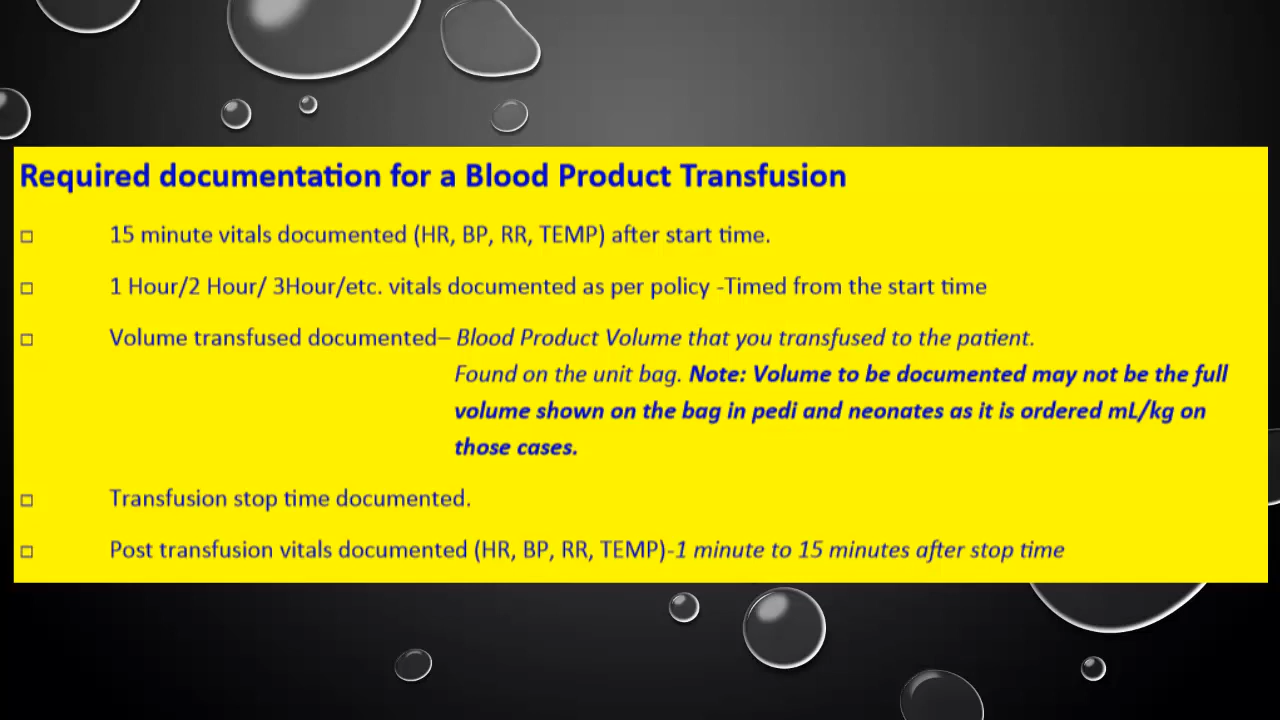 Required documentation for a Blood Product Transfusion
□ 15 minute vitals documented (HR, BP, RR, TEMP) after start time.
□ 1 Hour/2 Hour/ 3Hour/etc. vitals documented as per policy -Timed from the start time
□ Volume transfused documented– Blood Product Volume that you transfused to the patient.
Found on the unit bag. Note: Volume to be documented may not be the full
volume shown on the bag in pedi and neonates as it is ordered mL/kg on
those cases.
□ Transfusion stop time documented.
□ Post transfusion vitals documented (HR, BP, RR, TEMP)-1 minute to 15 minutes after stop time